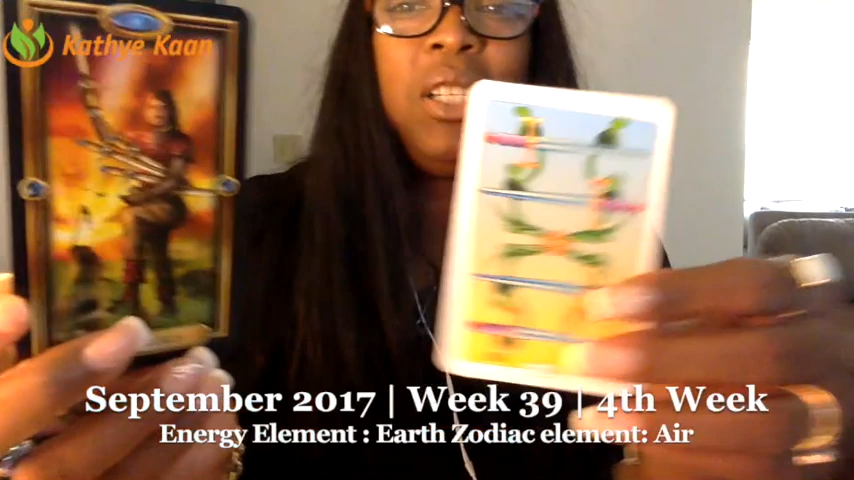 Kathye Kaan
September 2017 | Week 39 | 4th Week
Energy Element : Earth Zodiac element: Air